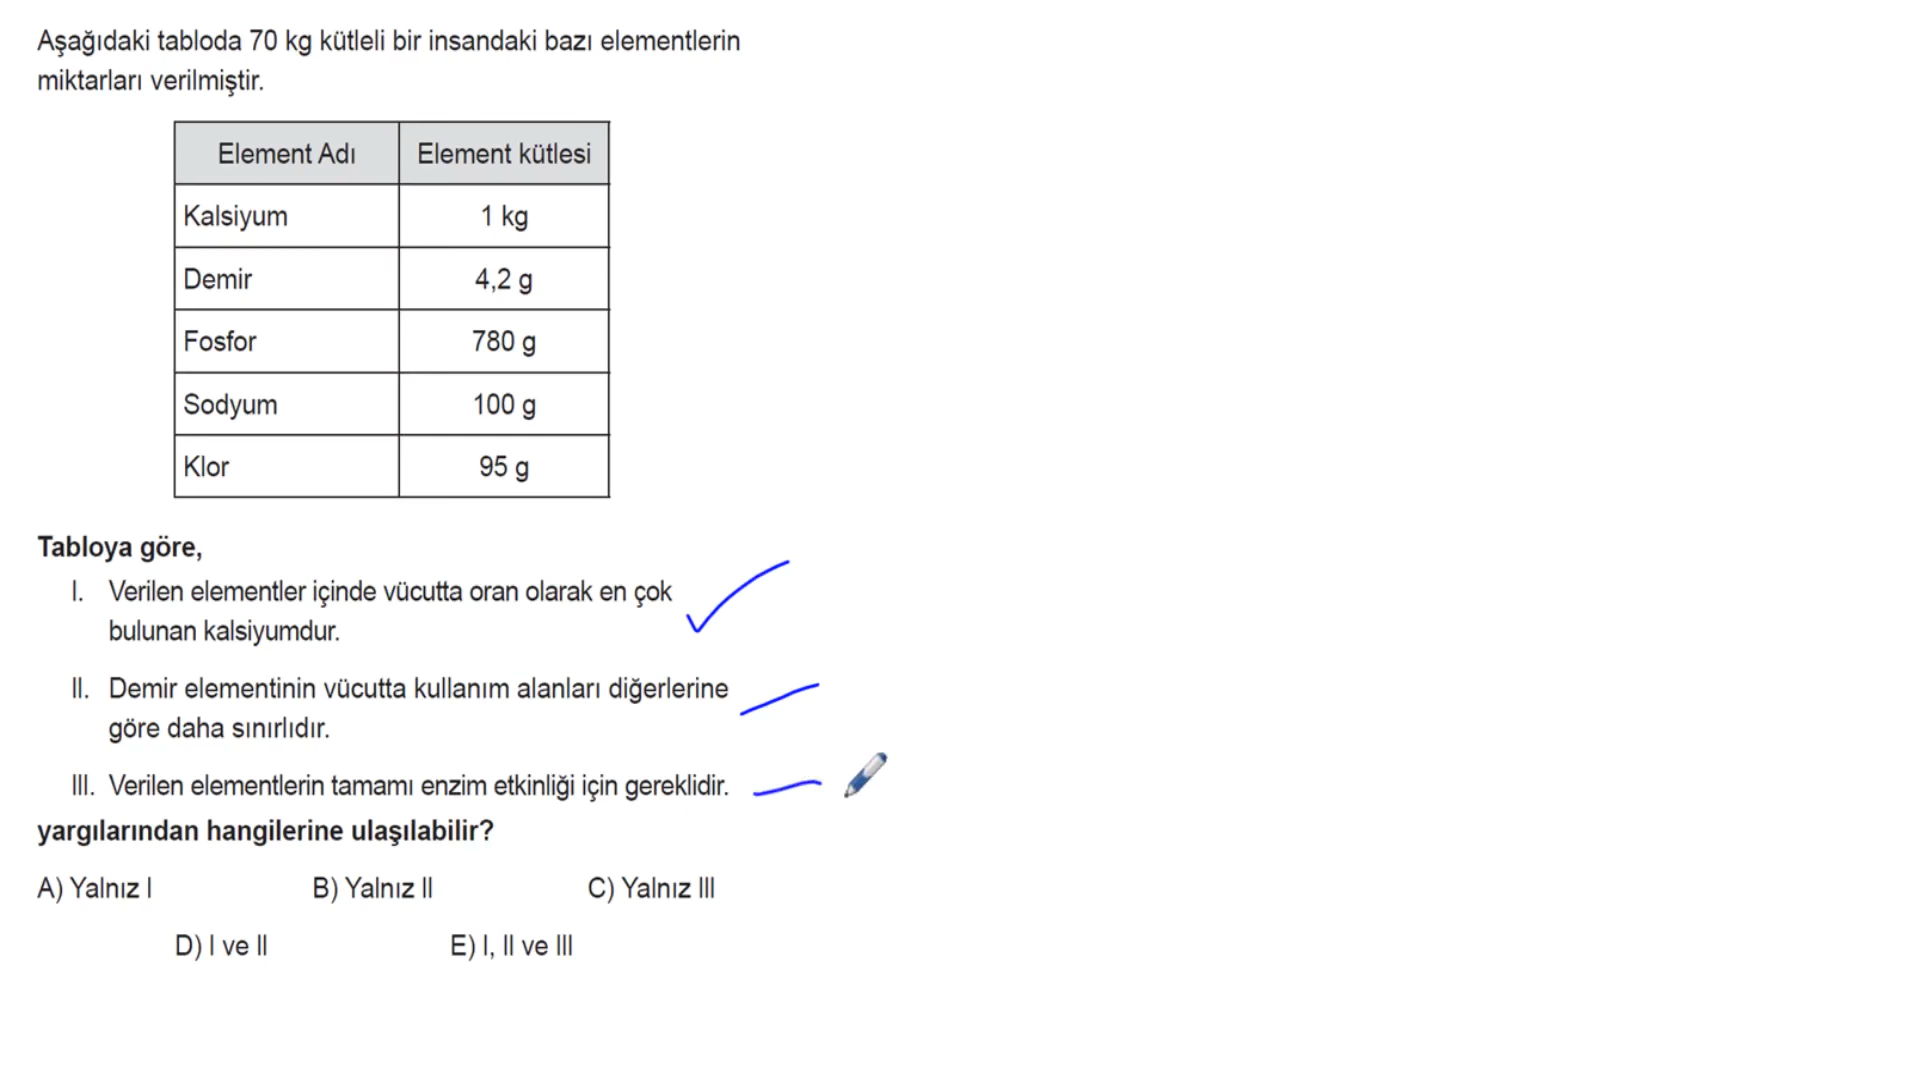 Aşağıdaki tabloda 70 kg kütleli bir insandaki bazı elementlerin
miktarları verilmiştir.
Element Adı Element kütlesi
Kalsiyum 1 kg
Demir 4,2 g
Fosfor 780 g
Sodyum 100 g
Klor 95 g
Tabloya göre,
I. Verilen elementler içinde vücutta oran olarak en çok
bulunan kalsiyumdur.
II. Demir elementinin vücutta kullanım alanları diğerlerine
göre daha sınırlıdır.
III. Verilen elementlerin tamamı enzim etkinliği için gereklidir.
yargılarından hangilerine ulaşılabilir?
A) Yalnız I B) Yalnız II C) Yalnız III
D) I ve II E) I, II ve III